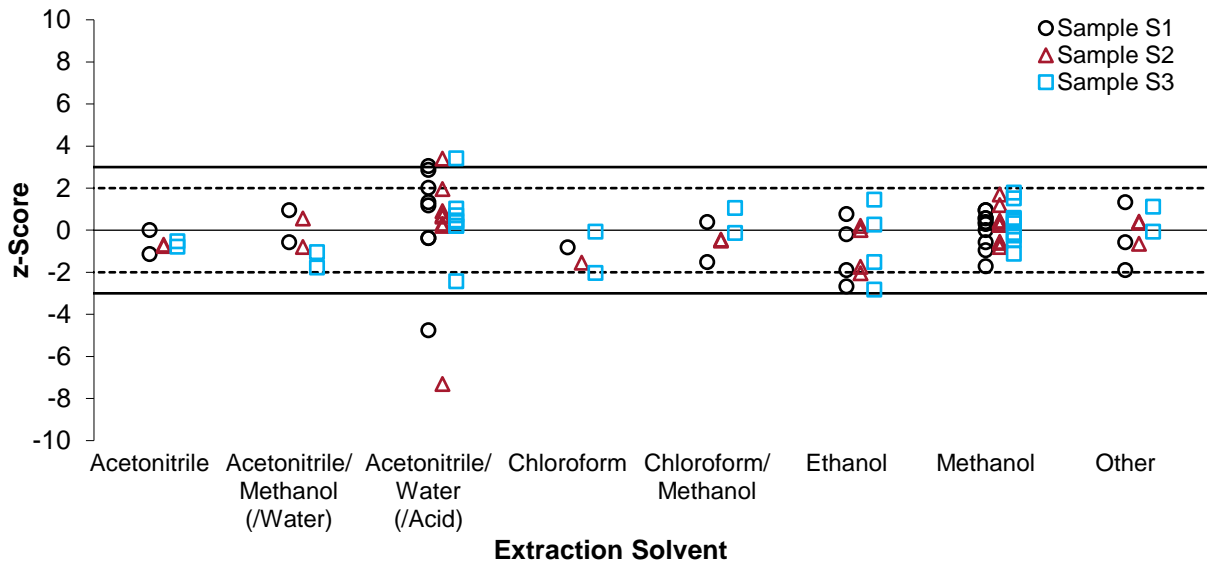 10
8
6
4
2
0
-2
-4
-6
-8
-10
z-Score
Sample S1
Sample S2
Sample S3
Acetonitrile
Acetonitrile/
Methanol
(/Water)
Acetonitrile/
Water
(/Acid)
Chloroform
Chloroform/
Methanol
Ethanol
Methanol
Other
Extraction Solvent